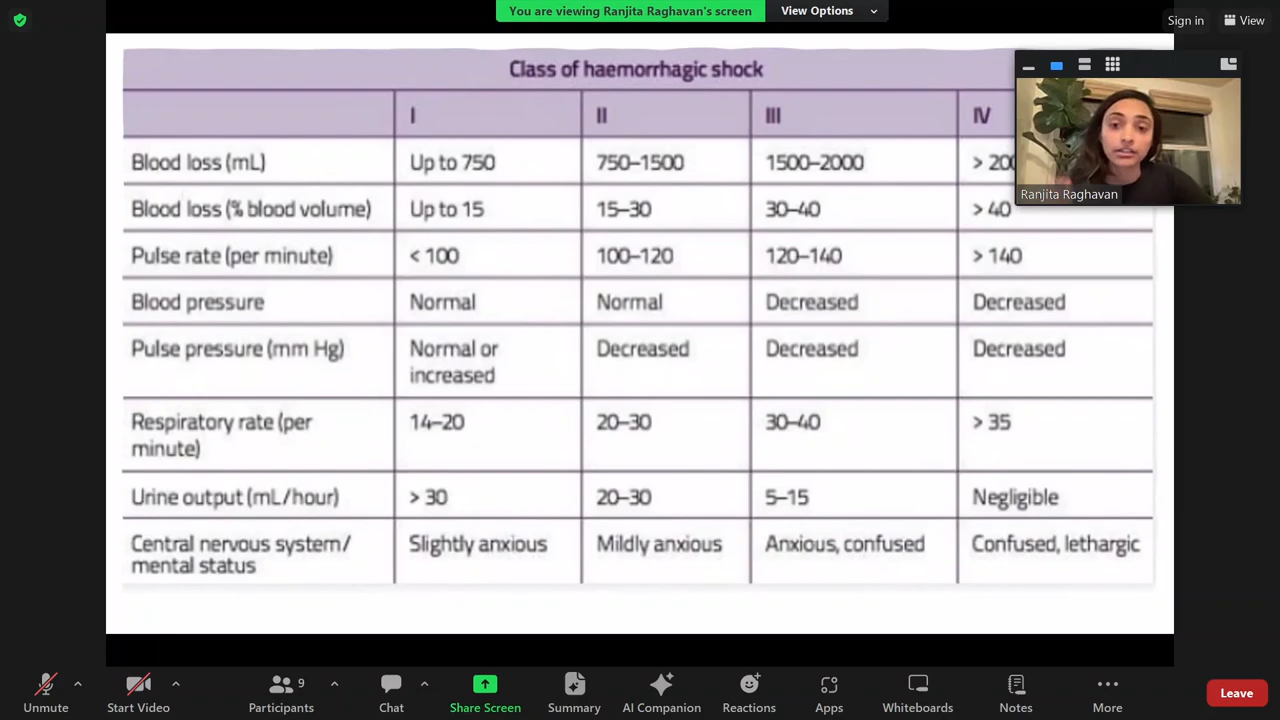 You are viewing Ranjita Raghavan's screen
View Options
Sign in
View
Class of haemorrhagic shock
I II III IV
Blood loss (mL) Up to 750 750–1500 1500–2000
Blood loss (% blood volume) Up to 15 15–30 30–40 > 40
Pulse rate (per minute) < 100 100–120 120–140 > 140
Blood pressure Normal Normal Decreased Decreased
Pulse pressure (mm Hg) Normal or Decreased Decreased Decreased
increased
Respiratory rate (per 14–20 20–30 30–40 > 35
minute)
Urine output (mL/hour) > 30 20–30 5–15 Negligible
Central nervous system/ Slightly anxious Mildly anxious Anxious, confused Confused, lethargic
mental status
Ranjita Raghavan
9
Unmute Start Video Participants Chat Share Screen Summary AI Companion Reactions Apps Whiteboards Notes More Leave